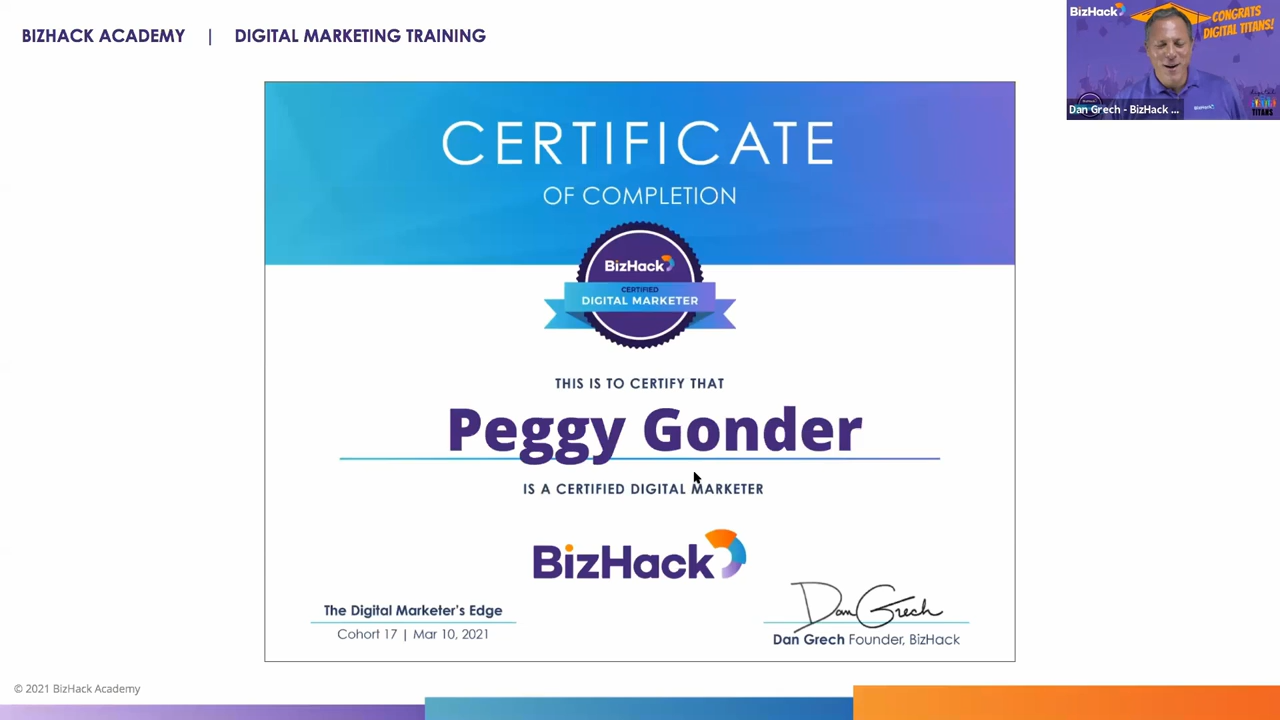 BIZHACK ACADEMY | DIGITAL MARKETING TRAINING
BizHack
CONGRATS
DIGITAL TITANS!
Dan Grech - BizHack ...
CERTIFICATE
OF COMPLETION
BizHack
CERTIFIED
DIGITAL MARKETER
THIS IS TO CERTIFY THAT
Peggy Gonder
IS A CERTIFIED DIGITAL MARKETER
BizHack
Dan Grech
The Digital Marketer's Edge
Cohort 17 | Mar 10, 2021
Dan Grech Founder, BizHack
© 2021 BizHack Academy